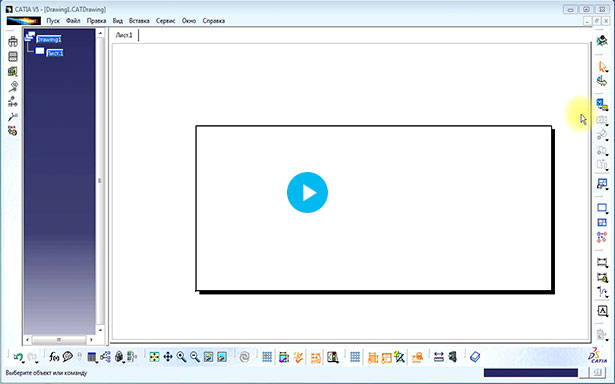 CATIA V5 - [Drawing1.CATDrawing]
Пуск Файл Правка Вид Вставка Сервис Окно Справка
Drawing1
Лист.1
Лист.1
f(x)
CATIA
Выберите объект или команду